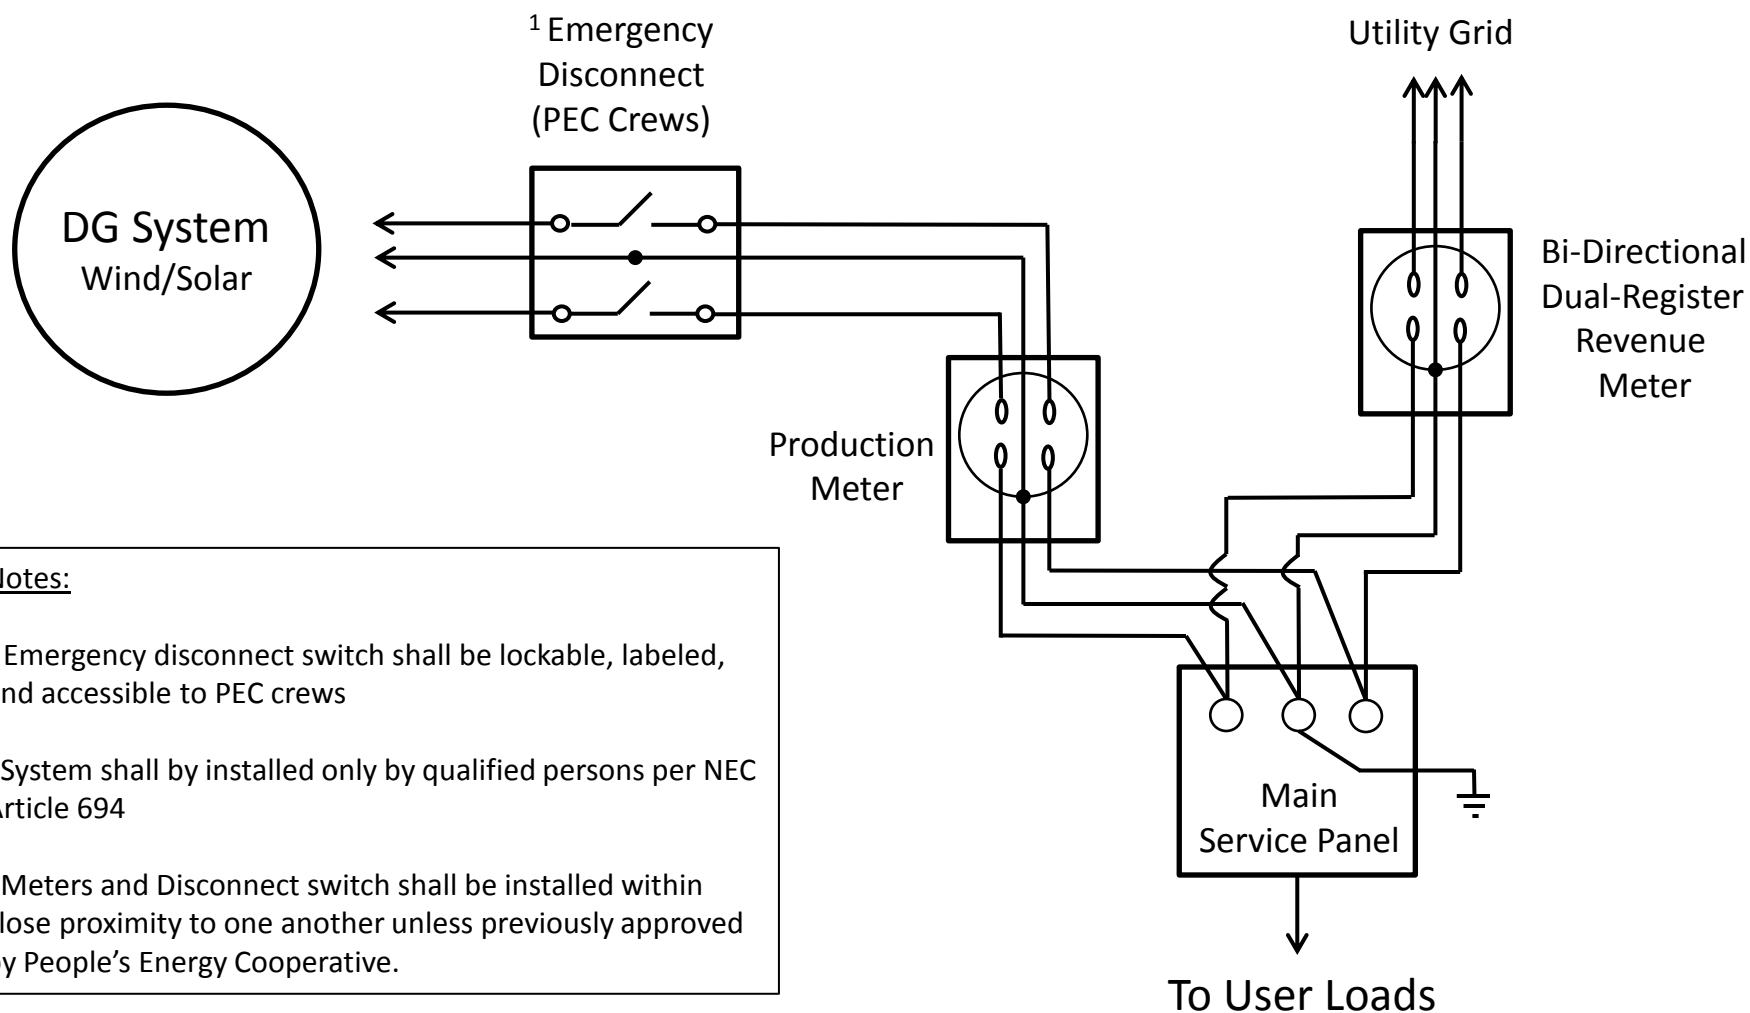 ¹ Emergency
Disconnect
(PEC Crews)
Utility Grid
DG System
Wind/Solar
Bi-Directional
Dual-Register
Revenue
Meter
Production
Meter
Notes:
Emergency disconnect switch shall be lockable, labeled,
nd accessible to PEC crews
System shall by installed only by qualified persons per NEC
Article 694
Meters and Disconnect switch shall be installed within
lose proximity to one another unless previously approved
by People’s Energy Cooperative.
Main
Service Panel
To User Loads